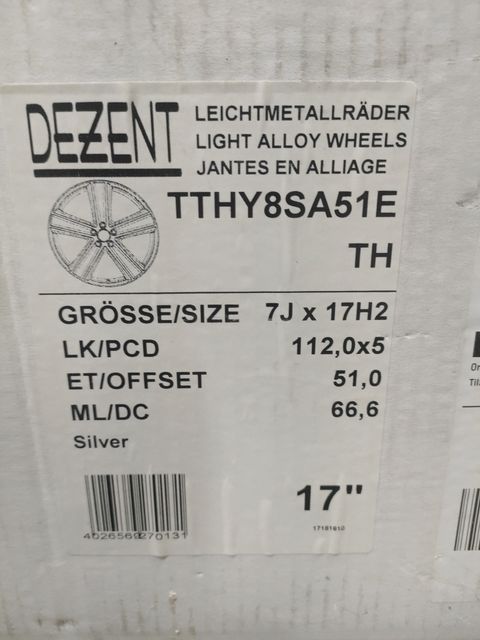 DEZENT
LEICHTMETALLRÄDER
LIGHT ALLOY WHEELS
JANTES EN ALLIAGE
TTHY8SA51E
TH
GRÖSSE/SIZE 7J x 17H2
LK/PCD 112,0x5
ET/OFFSET 51,0
ML/DC 66,6
Silver
17"
4026569270131